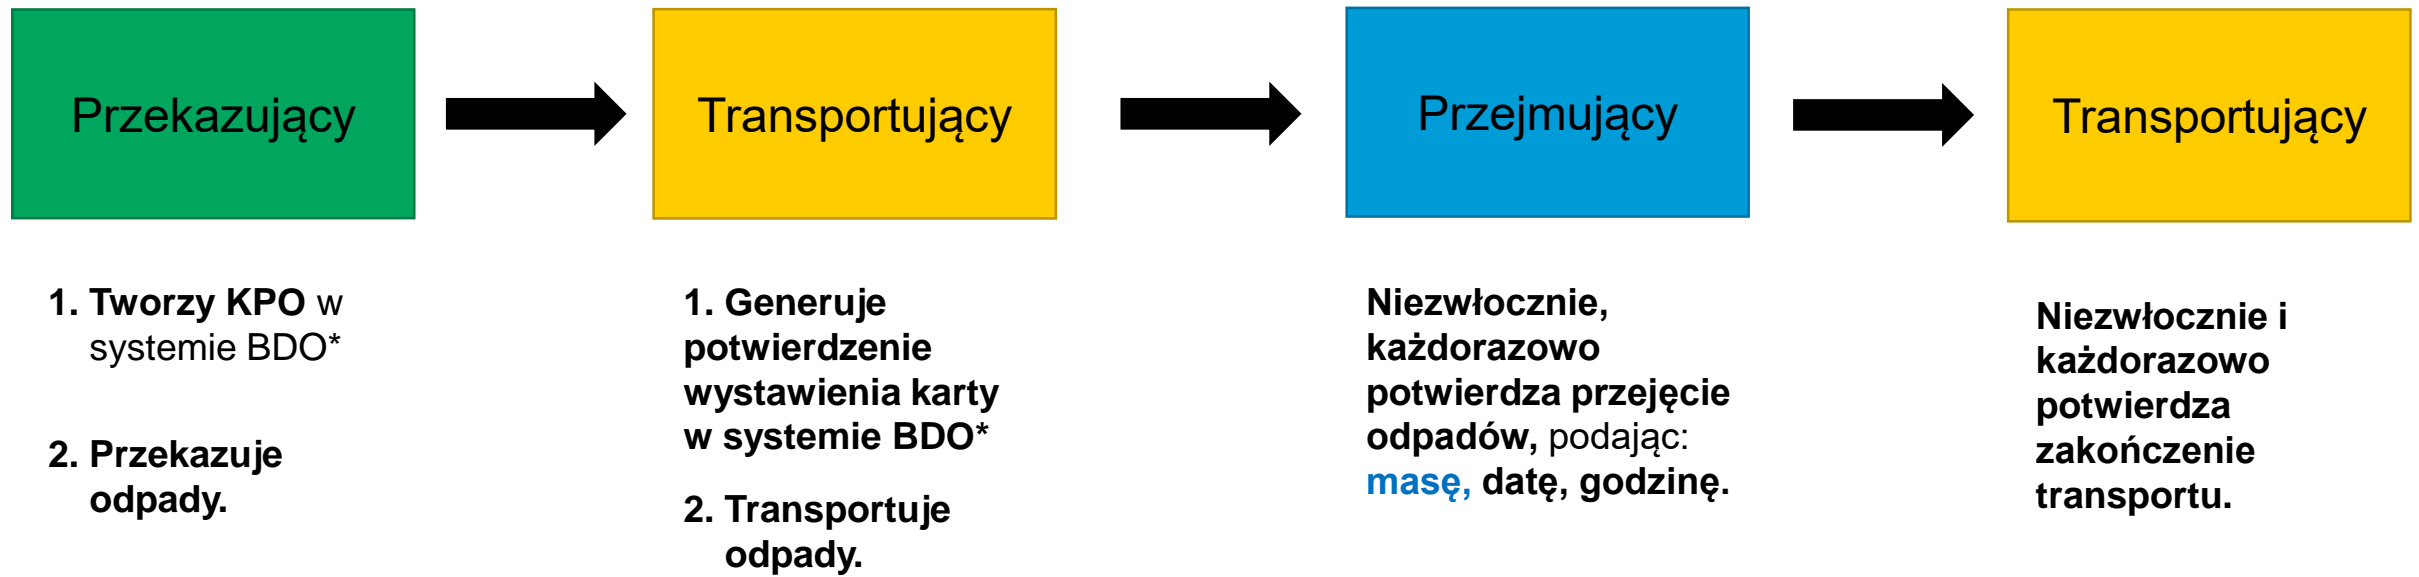 Przekazujący
Transportujący
Przejmujący
Transportujący
1. Tworzy KPO w
systemie BDO*
2. Przekazuje
odpady.
1. Generuje
potwierdzenie
wystawienia karty
w systemie BDO*
2. Transportuje
odpady.
Niezwłocznie,
każdorazowo
potwierdza przejęcie
odpadów, podając:
masę, datę, godzinę.
Niezwłocznie i
każdorazowo
potwierdza
zakończenie
transportu.